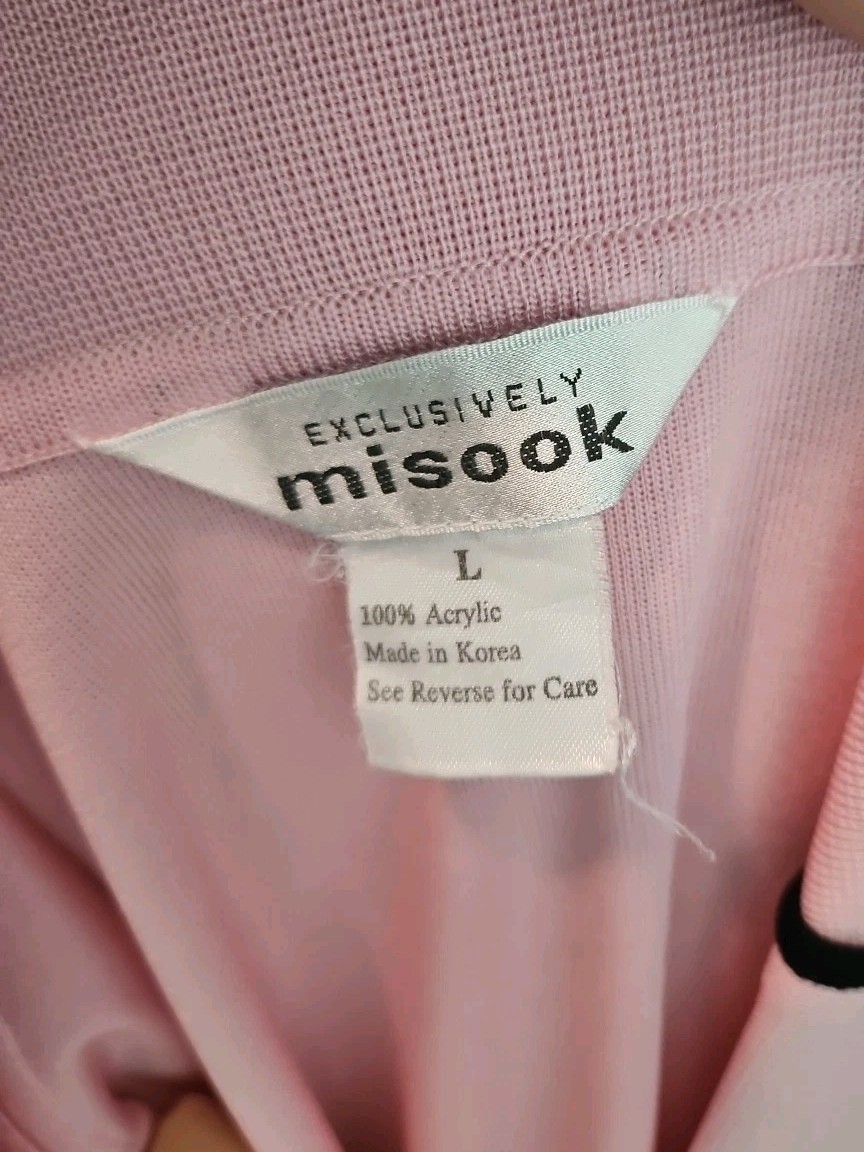 EXCLUSIVELY
misook
L
100% Acrylic
Made in Korea
See Reverse for Care